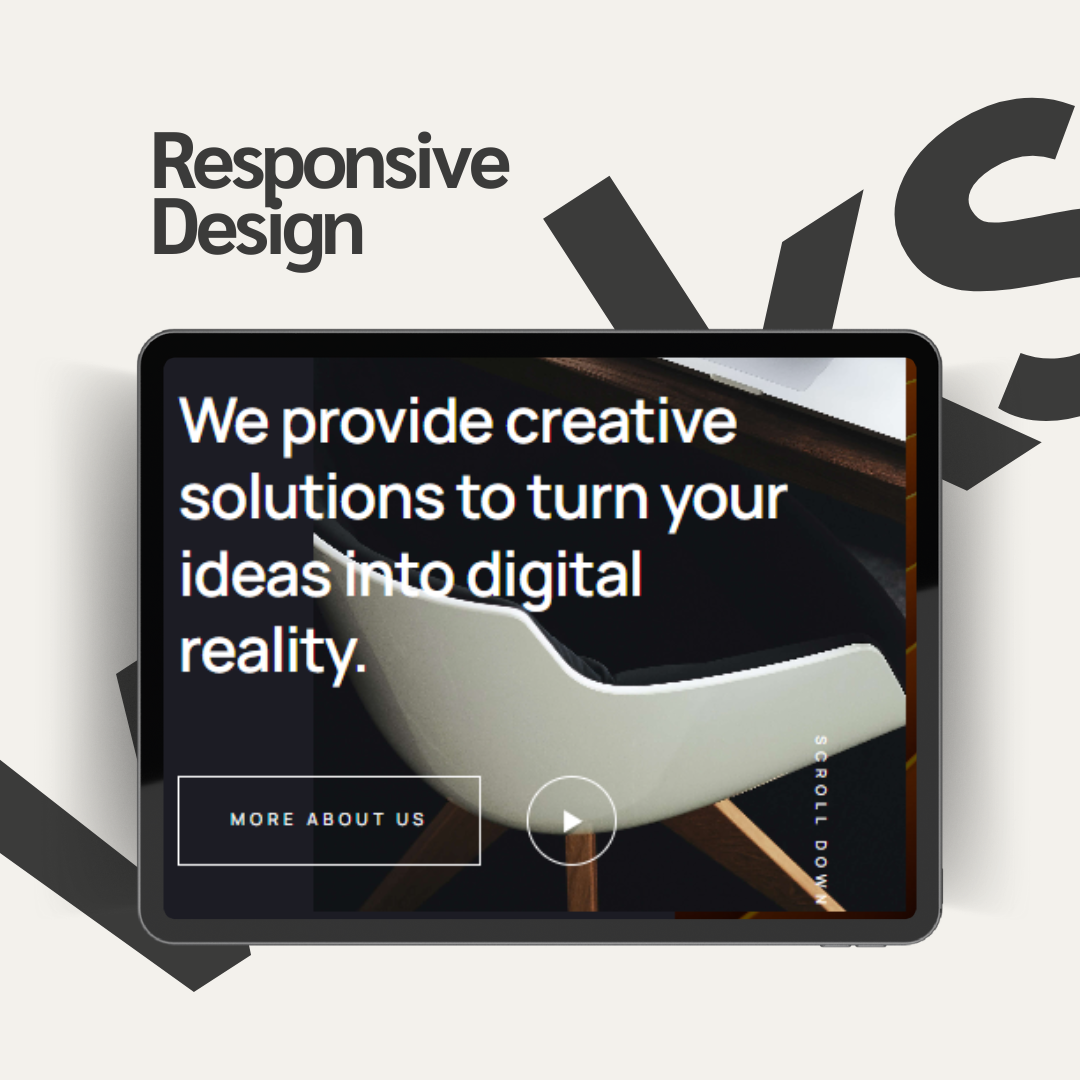 Responsive
Design
We provide creative
solutions to turn your
ideas into digital
reality.
MORE ABOUT US
SCROLL DOWN